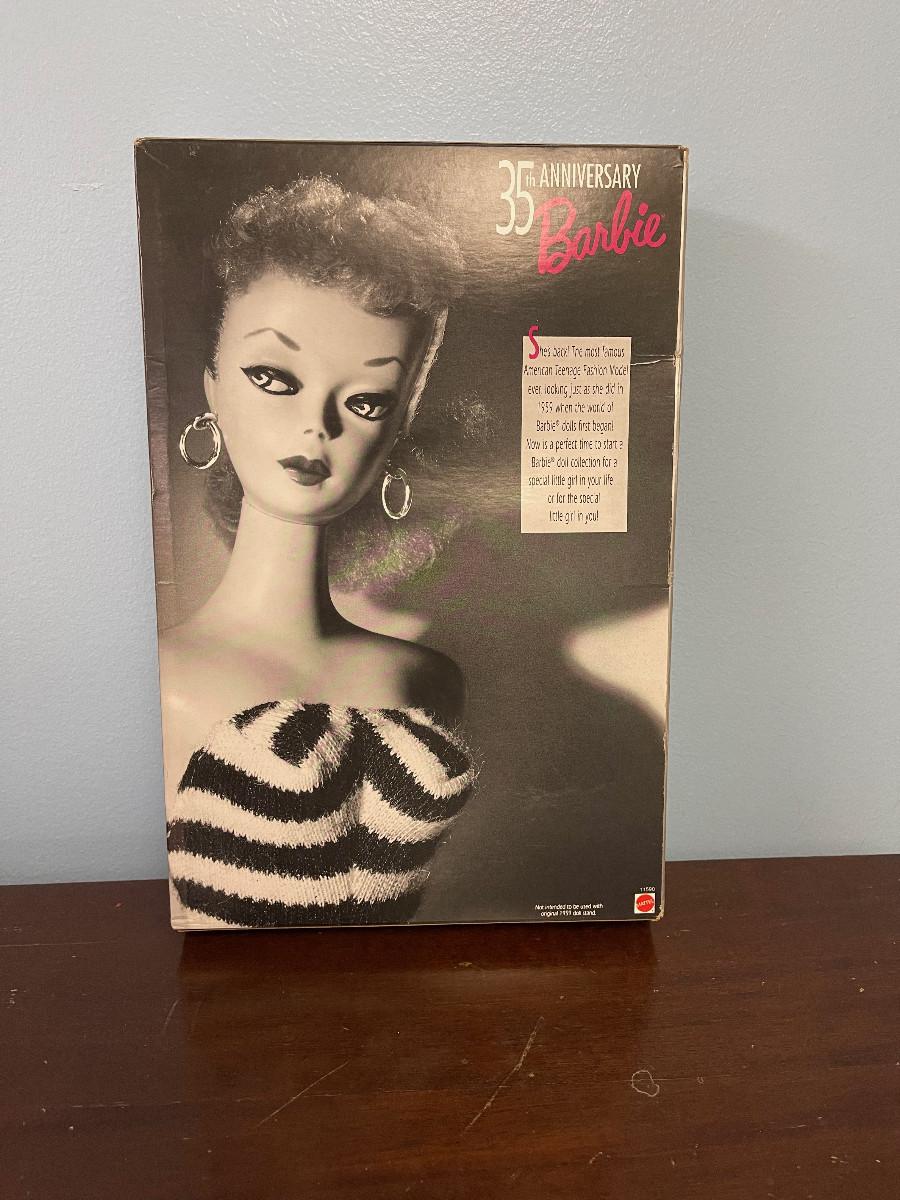 35th ANNIVERSARY
Barbie
She's back! The most famous
American Teenage Fashion Model
ever, looking just as she did in
1959 when the world of
Barbie® dolls first began!
Now is a perfect time to start a
Barbie® doll collection for a
special little girl in your life
or for the special
little girl in you!
11590
MATTEL
Not intended to be used with
original 1959 doll stand.